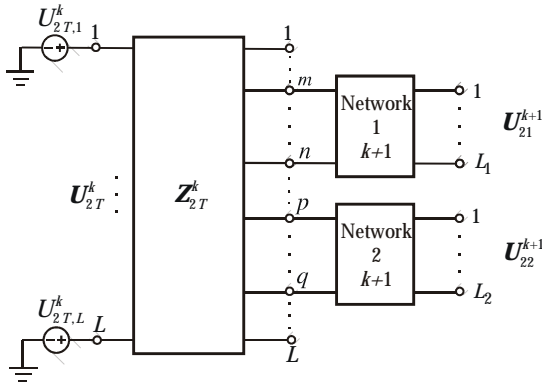 U^k_{2T,1}
1
− +
U^k_{2T}
U^k_{2T,L}
L
− +
Z^k_{2T}
1
m
n
p
q
L
Network
1
k+1
Network
2
k+1
1
L_1
1
L_2
U^{k+1}_{21}
U^{k+1}_{22}